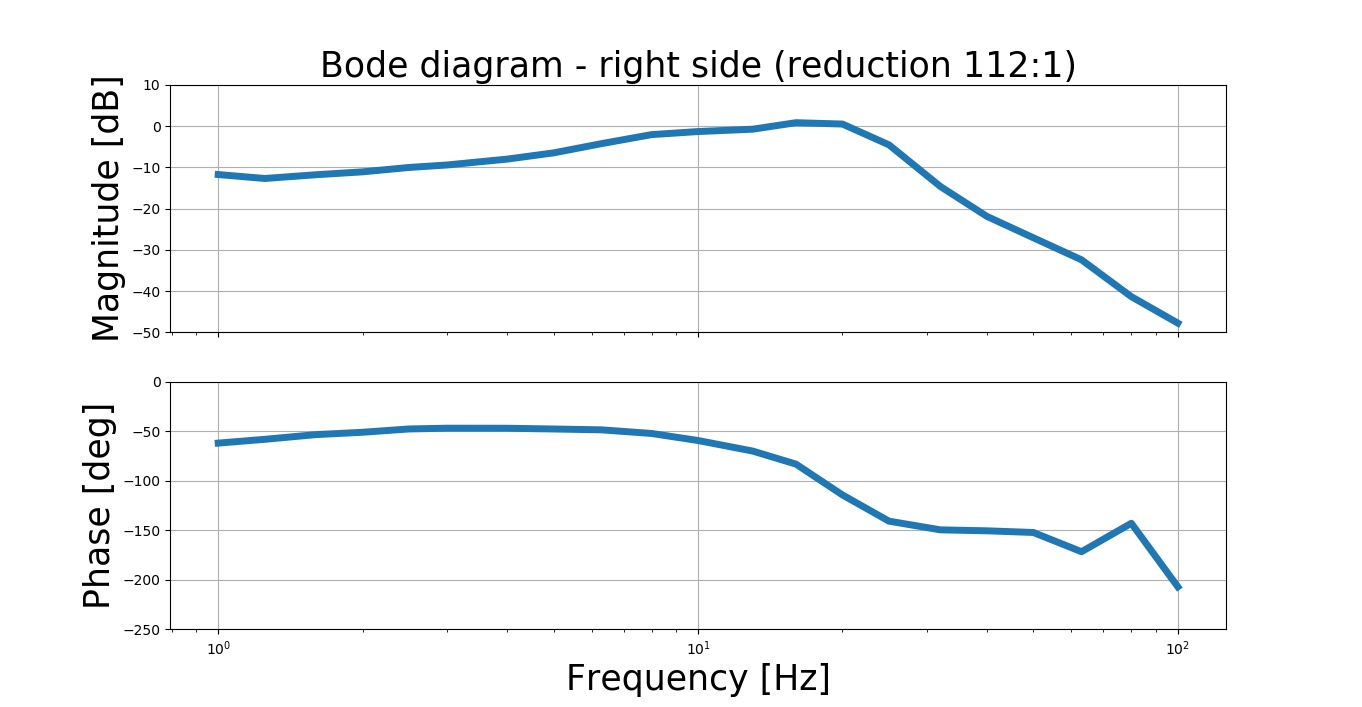 Bode diagram - right side (reduction 112:1)
Magnitude [dB]
10
0
−10
−20
−30
−40
−50
Phase [deg]
0
−50
−100
−150
−200
−250
10⁰ 10¹ 10²
Frequency [Hz]